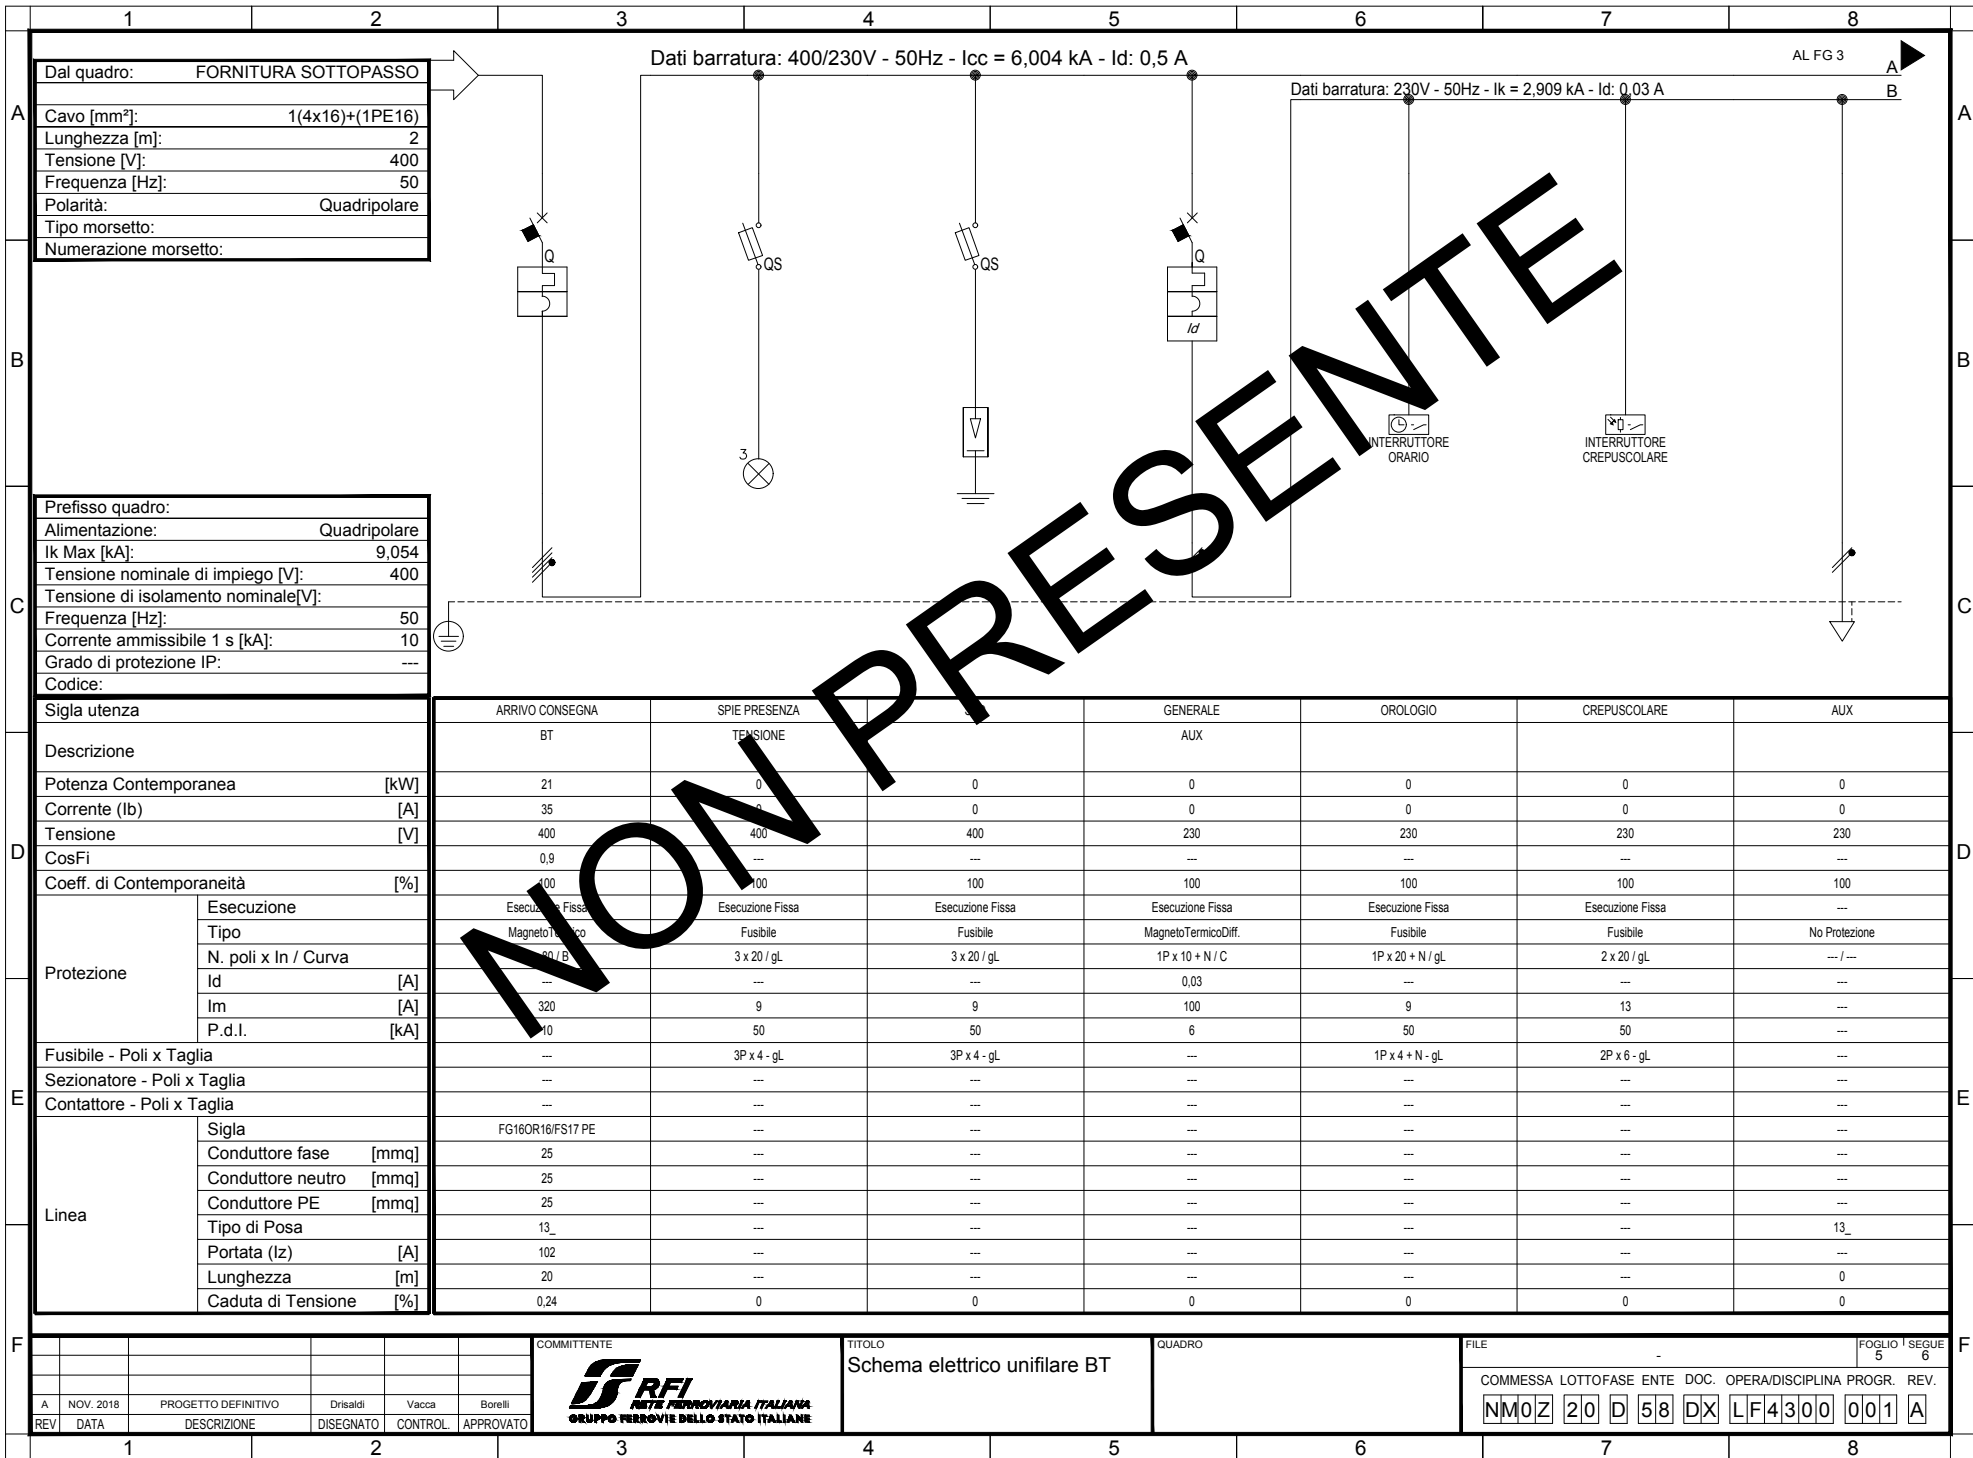 1 2 3 4 5 6 7 8
Dati barratura: 400/230V - 50Hz - Icc = 6,004 kA - Id: 0,5 A
AL FG 3
A
Dati barratura: 230V - 50Hz - Ik = 2,909 kA - Id: 0,03 A
B
Dal quadro: FORNITURA SOTTOPASSO
Cavo [mm²]: 1(4x16)+(1PE16)
Lunghezza [m]: 2
Tensione [V]: 400
Frequenza [Hz]: 50
Polarità: Quadripolare
Tipo morsetto:
Numerazione morsetto:
A A
B B
C C
D D
E E
F F
Q QS QS Q
Id
3
INTERRUTTORE
ORARIO
INTERRUTTORE
CREPUSCOLARE
NON PRESENTE
Prefisso quadro:
Alimentazione: Quadripolare
Ik Max [kA]: 9,054
Tensione nominale di impiego [V]: 400
Tensione di isolamento nominale[V]:
Frequenza [Hz]: 50
Corrente ammissibile 1 s [kA]: 10
Grado di protezione IP: ---
Codice:
Sigla utenza ARRIVO CONSEGNA SPIE PRESENZA GENERALE OROLOGIO CREPUSCOLARE AUX
Descrizione BT TENSIONE AUX
Potenza Contemporanea [kW] 21 0 0 0 0 0 0
Corrente (Ib) [A] 35 0 0 0 0 0 0
Tensione [V] 400 400 400 230 230 230 230
CosFi 0,9 --- --- --- --- --- ---
Coeff. di Contemporaneità [%] 100 100 100 100 100 100 100
Protezione
Esecuzione Esecuzione Fissa Esecuzione Fissa Esecuzione Fissa Esecuzione Fissa Esecuzione Fissa Esecuzione Fissa ---
Tipo MagnetoTermico Fusibile Fusibile MagnetoTermicoDiff. Fusibile Fusibile No Protezione
N. poli x In / Curva / B 3 x 20 / gL 3 x 20 / gL 1P x 10 + N / C 1P x 20 + N / gL 2 x 20 / gL --- / ---
Id [A] --- --- --- 0,03 --- --- ---
Im [A] 320 9 9 100 9 13 ---
P.d.I. [kA] 10 50 50 6 50 50 ---
Fusibile - Poli x Taglia --- 3P x 4 - gL 3P x 4 - gL --- 1P x 4 + N - gL 2P x 6 - gL ---
Sezionatore - Poli x Taglia --- --- --- --- --- --- ---
Contattore - Poli x Taglia --- --- --- --- --- --- ---
Linea
Sigla FG16OR16/FS17 PE --- --- --- --- --- ---
Conduttore fase [mmq] 25 --- --- --- --- --- ---
Conduttore neutro [mmq] 25 --- --- --- --- --- ---
Conduttore PE [mmq] 25 --- --- --- --- --- ---
Tipo di Posa 13_ --- --- --- --- --- 13_
Portata (Iz) [A] 102 --- --- --- --- --- ---
Lunghezza [m] 20 --- --- --- --- --- 0
Caduta di Tensione [%] 0,24 0 0 0 0 0 0
A NOV. 2018 PROGETTO DEFINITIVO Drisaldi Vacca Borelli
REV DATA DESCRIZIONE DISEGNATO CONTROL. APPROVATO
COMMITTENTE
RFI
RETE FERROVIARIA ITALIANA
GRUPPO FERROVIE DELLO STATO ITALIANE
TITOLO
Schema elettrico unifilare BT
QUADRO
FILE
-
FOGLIO SEGUE
5 6
COMMESSA LOTTO FASE ENTE DOC. OPERA/DISCIPLINA PROGR. REV.
NM0Z 20 D 58 DX LF4300 001 A
1 2 3 4 5 6 7 8